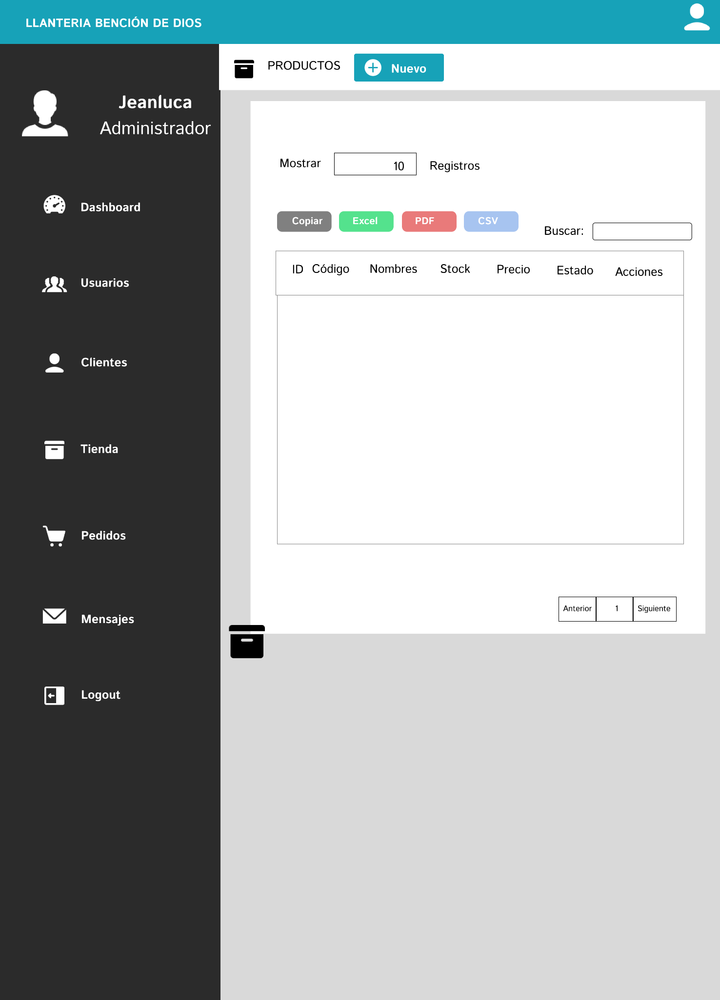 LLANTERIA BENCIÓN DE DIOS
PRODUCTOS
Nuevo
Jeanluca
Administrador
Mostrar 10 Registros
Dashboard
Copiar Excel PDF CSV
Buscar:
ID Código Nombres Stock Precio Estado Acciones
Usuarios
Clientes
Tienda
Pedidos
Mensajes
Anterior 1 Siguiente
Logout